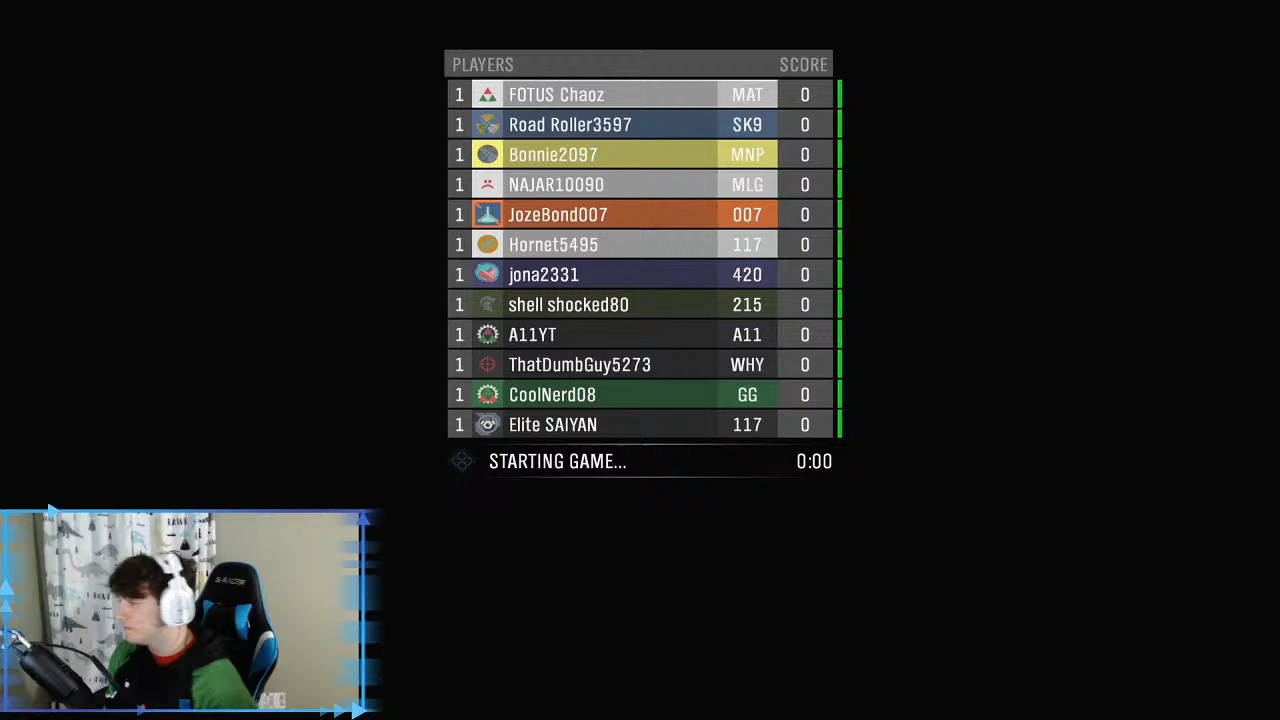 PLAYERS SCORE
1 FOTUS Chaoz MAT 0
1 Road Roller3597 SK9 0
1 Bonnie2097 MNP 0
1 NAJAR10090 MLG 0
1 JozeBond007 007 0
1 Hornet5495 117 0
1 jona2331 420 0
1 shell shocked80 215 0
1 A11YT A11 0
1 ThatDumbGuy5273 WHY 0
1 CoolNerd08 GG 0
1 Elite SAIYAN 117 0
STARTING GAME... 0:00
RAWR
S-RACER